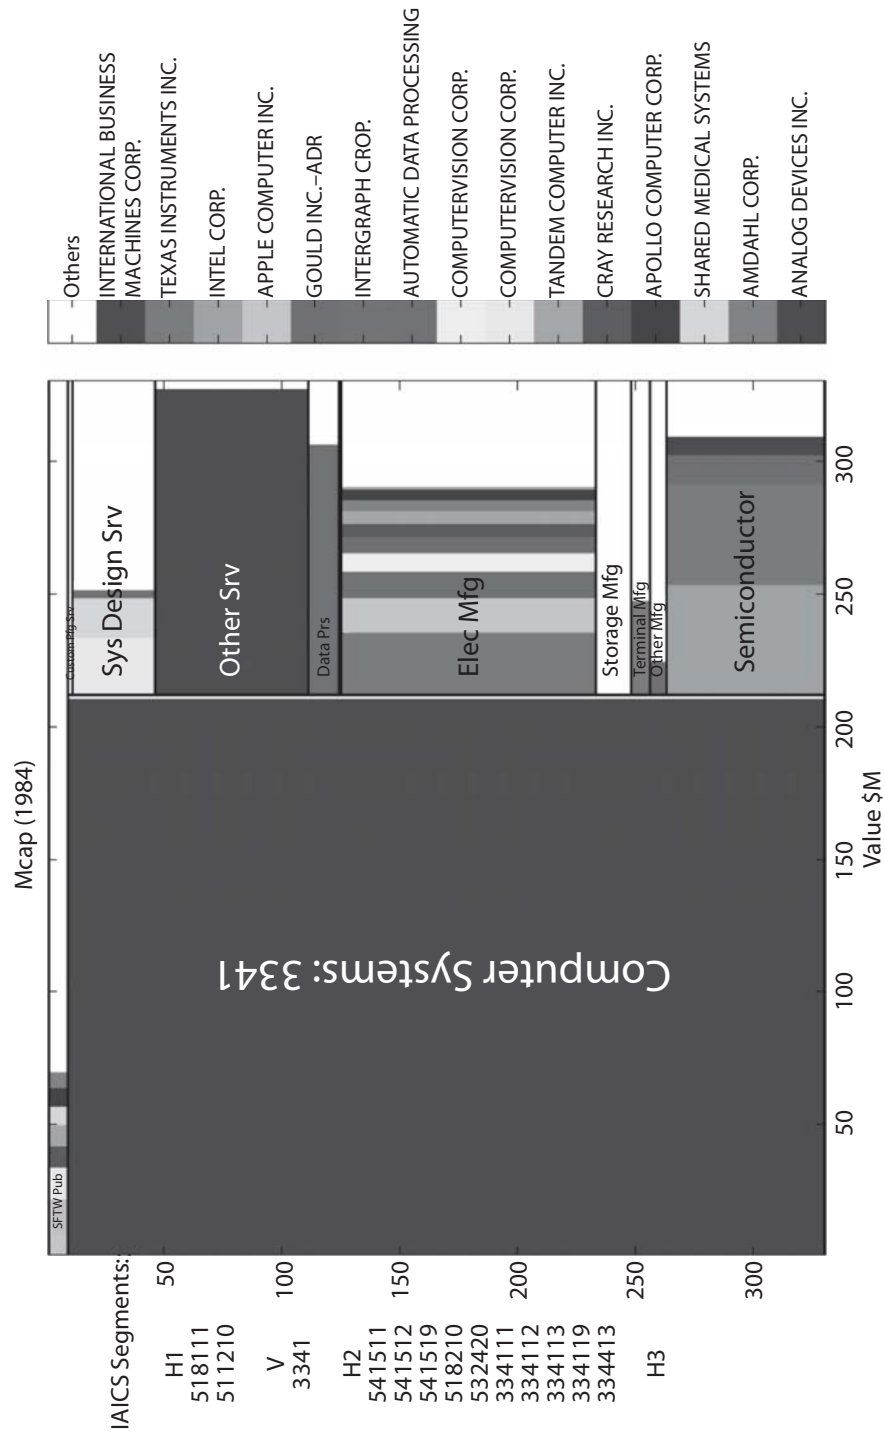 Mcap (1984)
IAICS Segments::
H1
518111
511210
V
3341
H2
541511
541512
541519
518210
532420
334111
334112
334113
334119
334413
H3
50
100
150
200
250
300
SFTW Pub
Computer Systems: 3341
Custom Pfg Srv
Sys Design Srv
Other Srv
Data Prs
Elec Mfg
Storage Mfg
Terminal Mfg
Other Mfg
Semiconductor
50
100
150
200
250
300
Value $M
Others
INTERNATIONAL BUSINESS
MACHINES CORP.
TEXAS INSTRUMENTS INC.
INTEL CORP.
APPLE COMPUTER INC.
GOULD INC.–ADR
INTERGRAPH CROP.
AUTOMATIC DATA PROCESSING
COMPUTERVISION CORP.
COMPUTERVISION CORP.
TANDEM COMPUTER INC.
CRAY RESEARCH INC.
APOLLO COMPUTER CORP.
SHARED MEDICAL SYSTEMS
AMDAHL CORP.
ANALOG DEVICES INC.